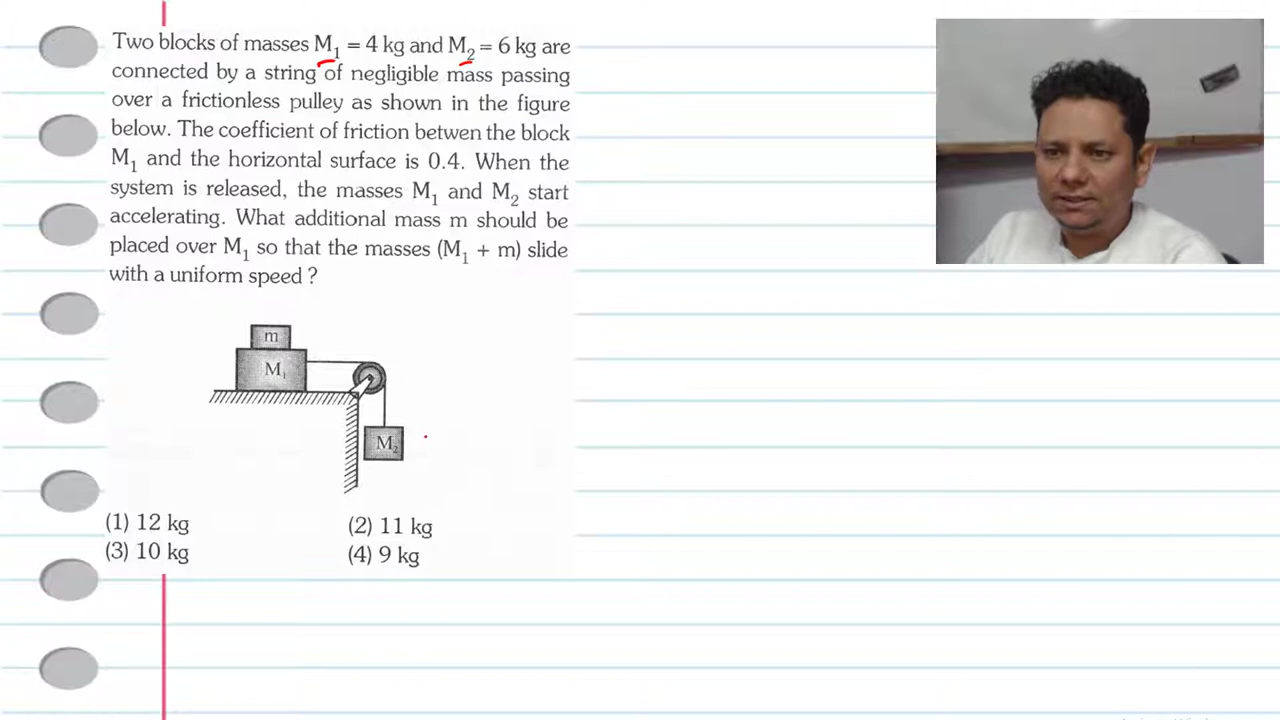 Two blocks of masses M₁ = 4 kg and M₂ = 6 kg are
connected by a string of negligible mass passing
over a frictionless pulley as shown in the figure
below. The coefficient of friction betwen the block
M₁ and the horizontal surface is 0.4. When the
system is released, the masses M₁ and M₂ start
accelerating. What additional mass m should be
placed over M₁ so that the masses (M₁ + m) slide
with a uniform speed ?
m
M₁
M₂
(1) 12 kg
(2) 11 kg
(3) 10 kg
(4) 9 kg